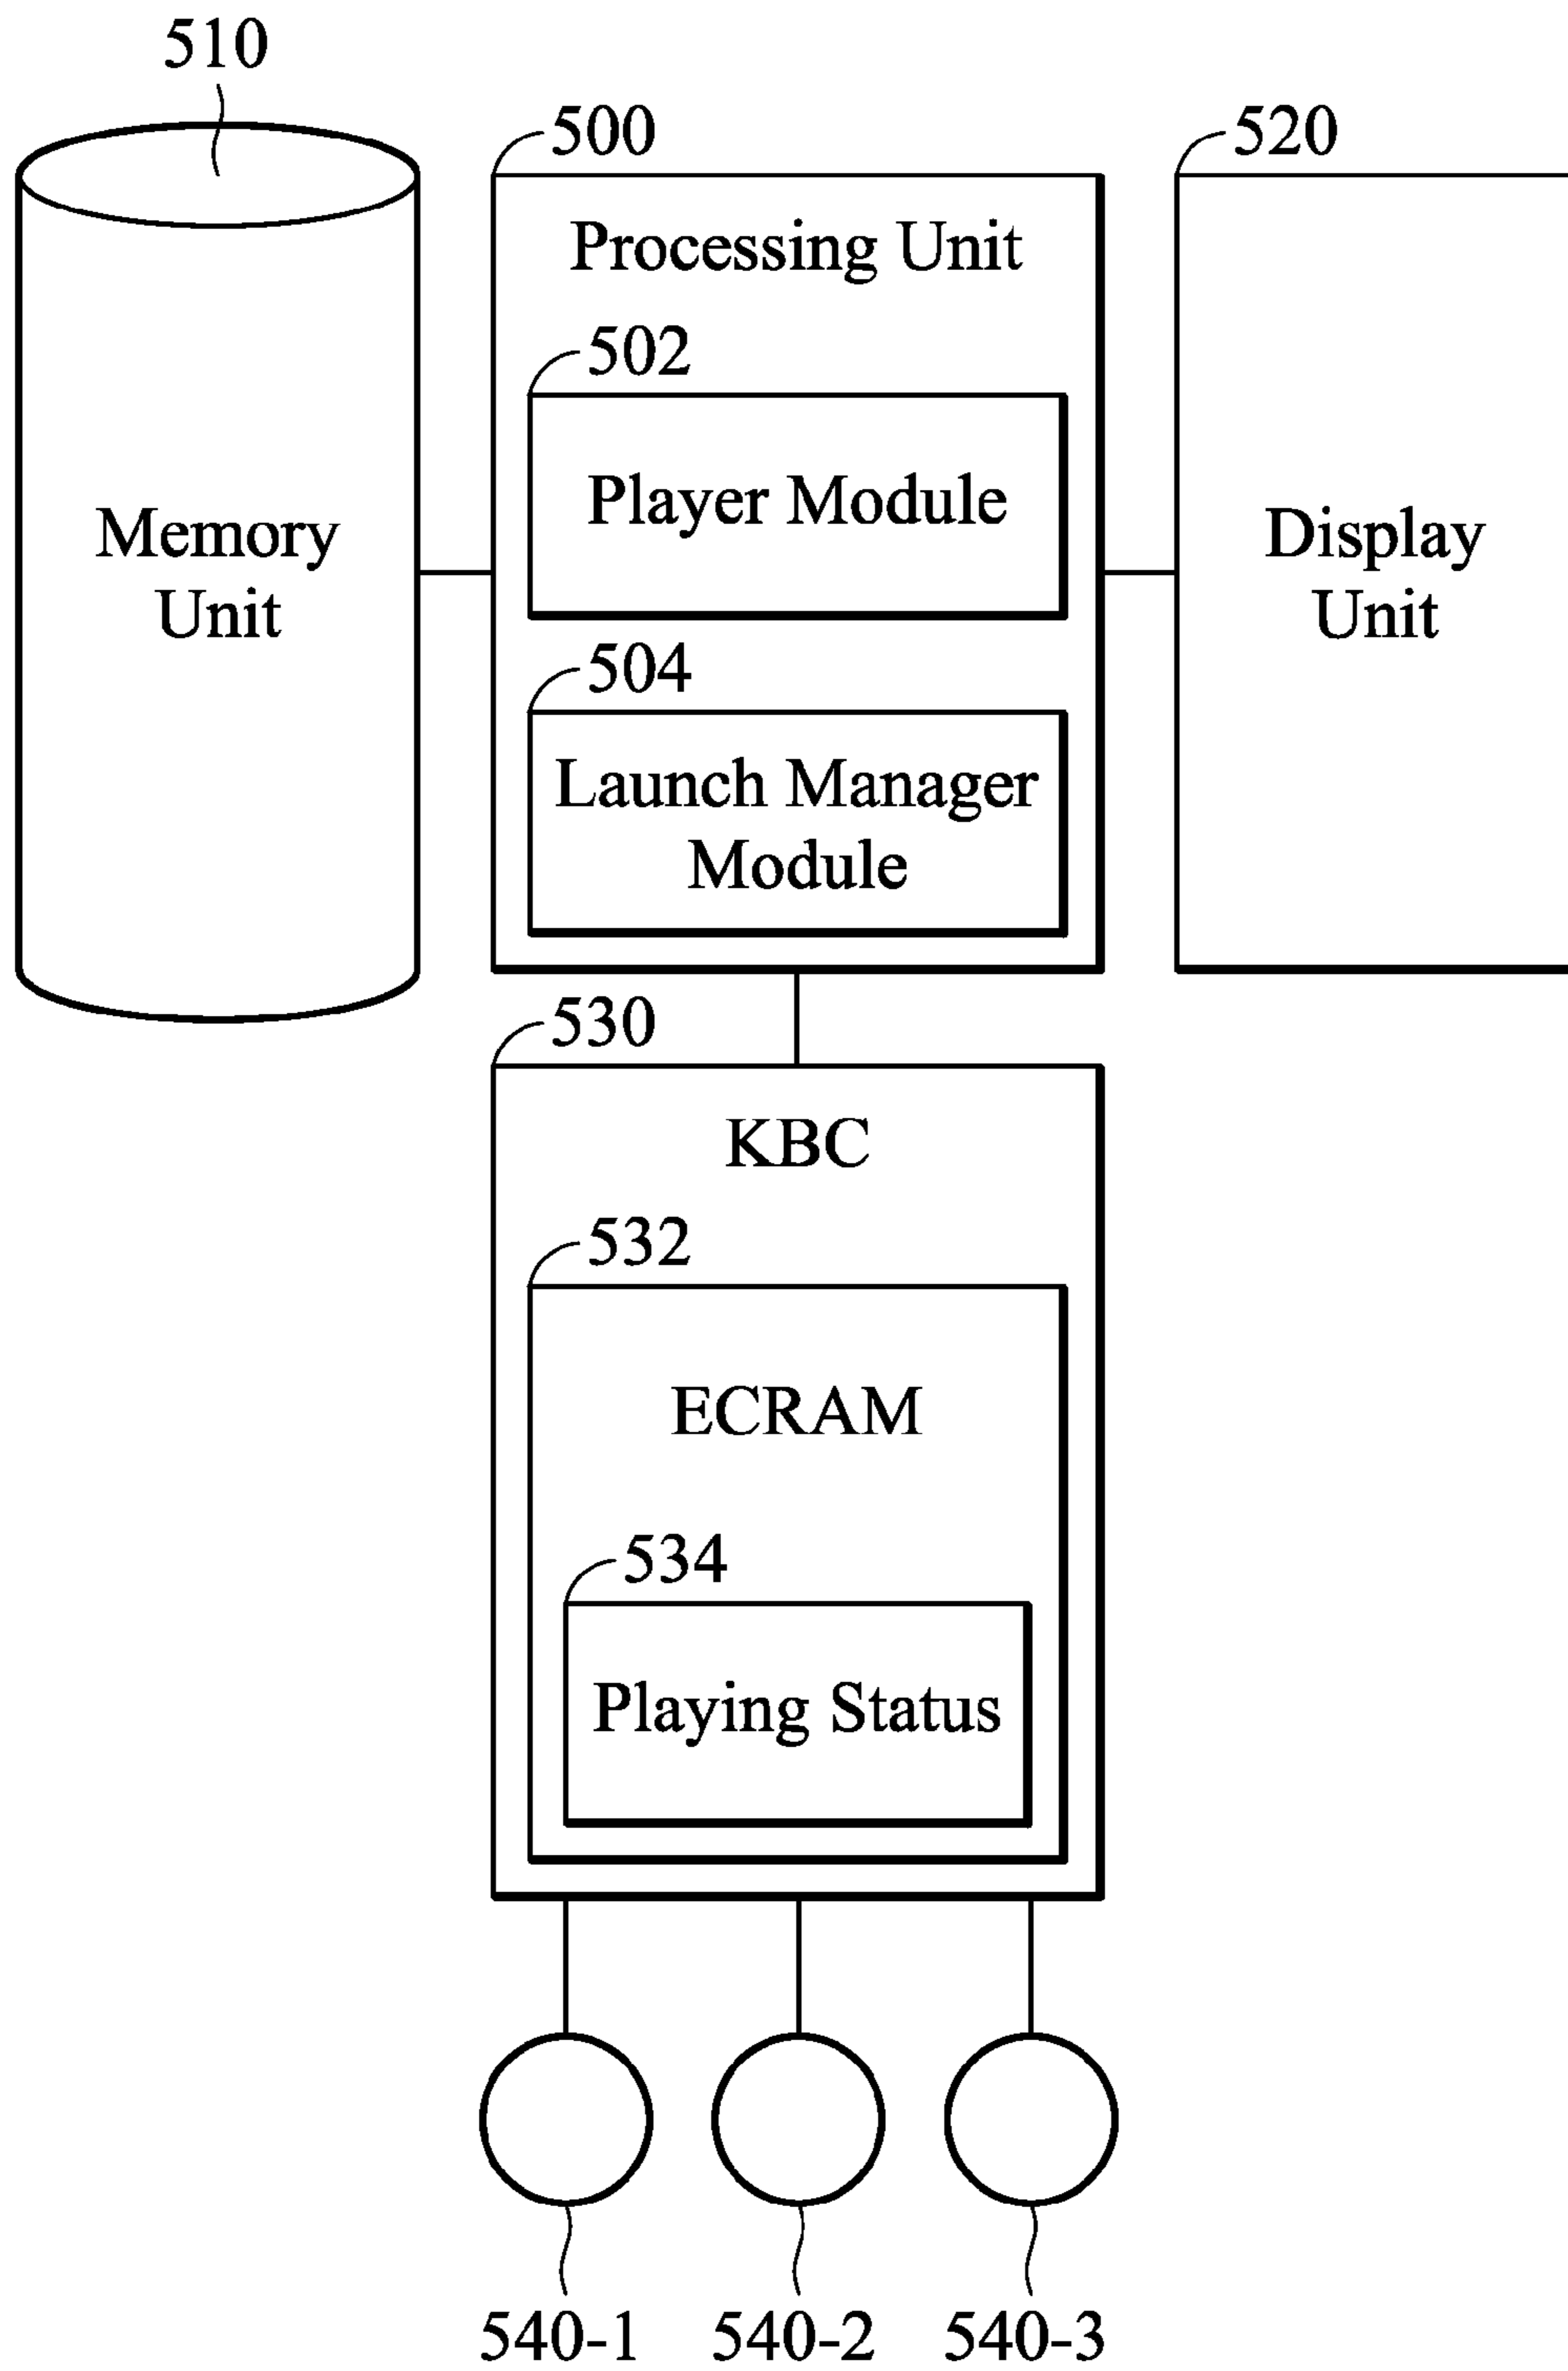 510
500
520
Processing Unit
502
Player Module
Memory
Unit
Display
Unit
504
Launch Manager
Module
530
KBC
532
ECRAM
534
Playing Status
540-1
540-2
540-3